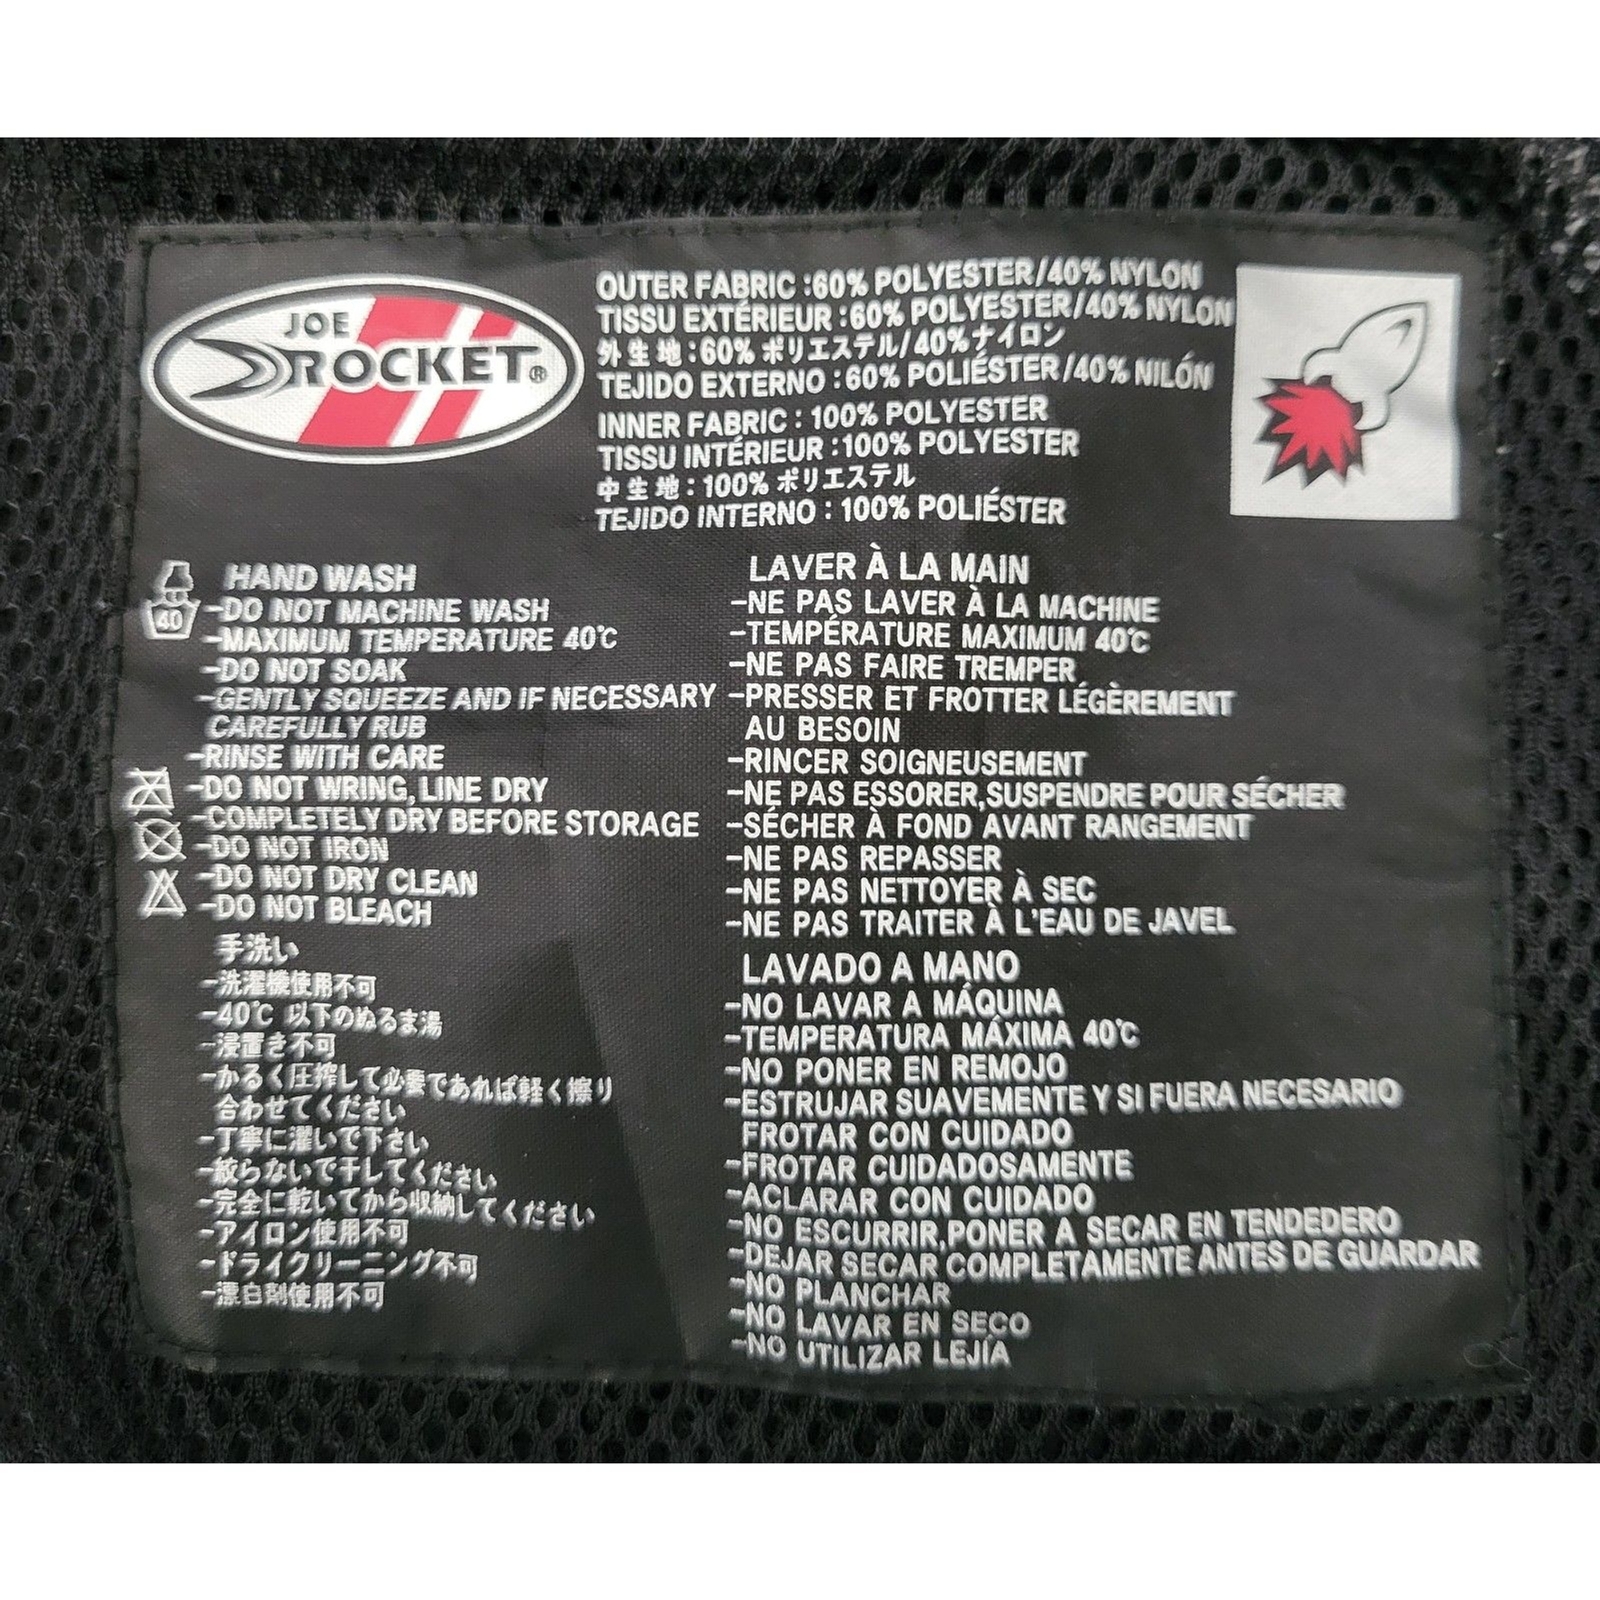 JOE
ROCKET®
OUTER FABRIC :60% POLYESTER/40% NYLON
TISSU EXTÉRIEUR :60% POLYESTER/40% NYLON
外生地:60% ポリエステル/40%ナイロン
TEJIDO EXTERNO :60% POLIÉSTER/40% NILÓN
INNER FABRIC : 100% POLYESTER
TISSU INTÉRIEUR :100% POLYESTER
中生地:100% ポリエステル
TEJIDO INTERNO : 100% POLIÉSTER
40
HAND WASH
-DO NOT MACHINE WASH
-MAXIMUM TEMPERATURE 40℃
-DO NOT SOAK
-GENTLY SQUEEZE AND IF NECESSARY
CAREFULLY RUB
-RINSE WITH CARE
-DO NOT WRING,LINE DRY
-COMPLETELY DRY BEFORE STORAGE
-DO NOT IRON
-DO NOT DRY CLEAN
-DO NOT BLEACH
手洗い
-洗濯機使用不可
-40℃ 以下のぬるま湯
-浸置き不可
-かるく圧搾して必要であれば軽く擦り
合わせてください
-丁寧に濯いで下さい
-絞らないで干してください
-完全に乾いてから収納してください
-アイロン使用不可
-ドライクリーニング不可
-漂白剤使用不可
LAVER À LA MAIN
-NE PAS LAVER À LA MACHINE
-TEMPÉRATURE MAXIMUM 40℃
-NE PAS FAIRE TREMPER
-PRESSER ET FROTTER LÉGÈREMENT
AU BESOIN
-RINCER SOIGNEUSEMENT
-NE PAS ESSORER,SUSPENDRE POUR SÉCHER
-SÉCHER À FOND AVANT RANGEMENT
-NE PAS REPASSER
-NE PAS NETTOYER À SEC
-NE PAS TRAITER À L'EAU DE JAVEL
LAVADO A MANO
-NO LAVAR A MÁQUINA
-TEMPERATURA MÁXIMA 40℃
-NO PONER EN REMOJO
-ESTRUJAR SUAVEMENTE Y SI FUERA NECESARIO
FROTAR CON CUIDADO
-FROTAR CUIDADOSAMENTE
-ACLARAR CON CUIDADO
-NO ESCURRIR,PONER A SECAR EN TENDEDERO
-DEJAR SECAR COMPLETAMENTE ANTES DE GUARDAR
-NO PLANCHAR
-NO LAVAR EN SECO
-NO UTILIZAR LEJÍA